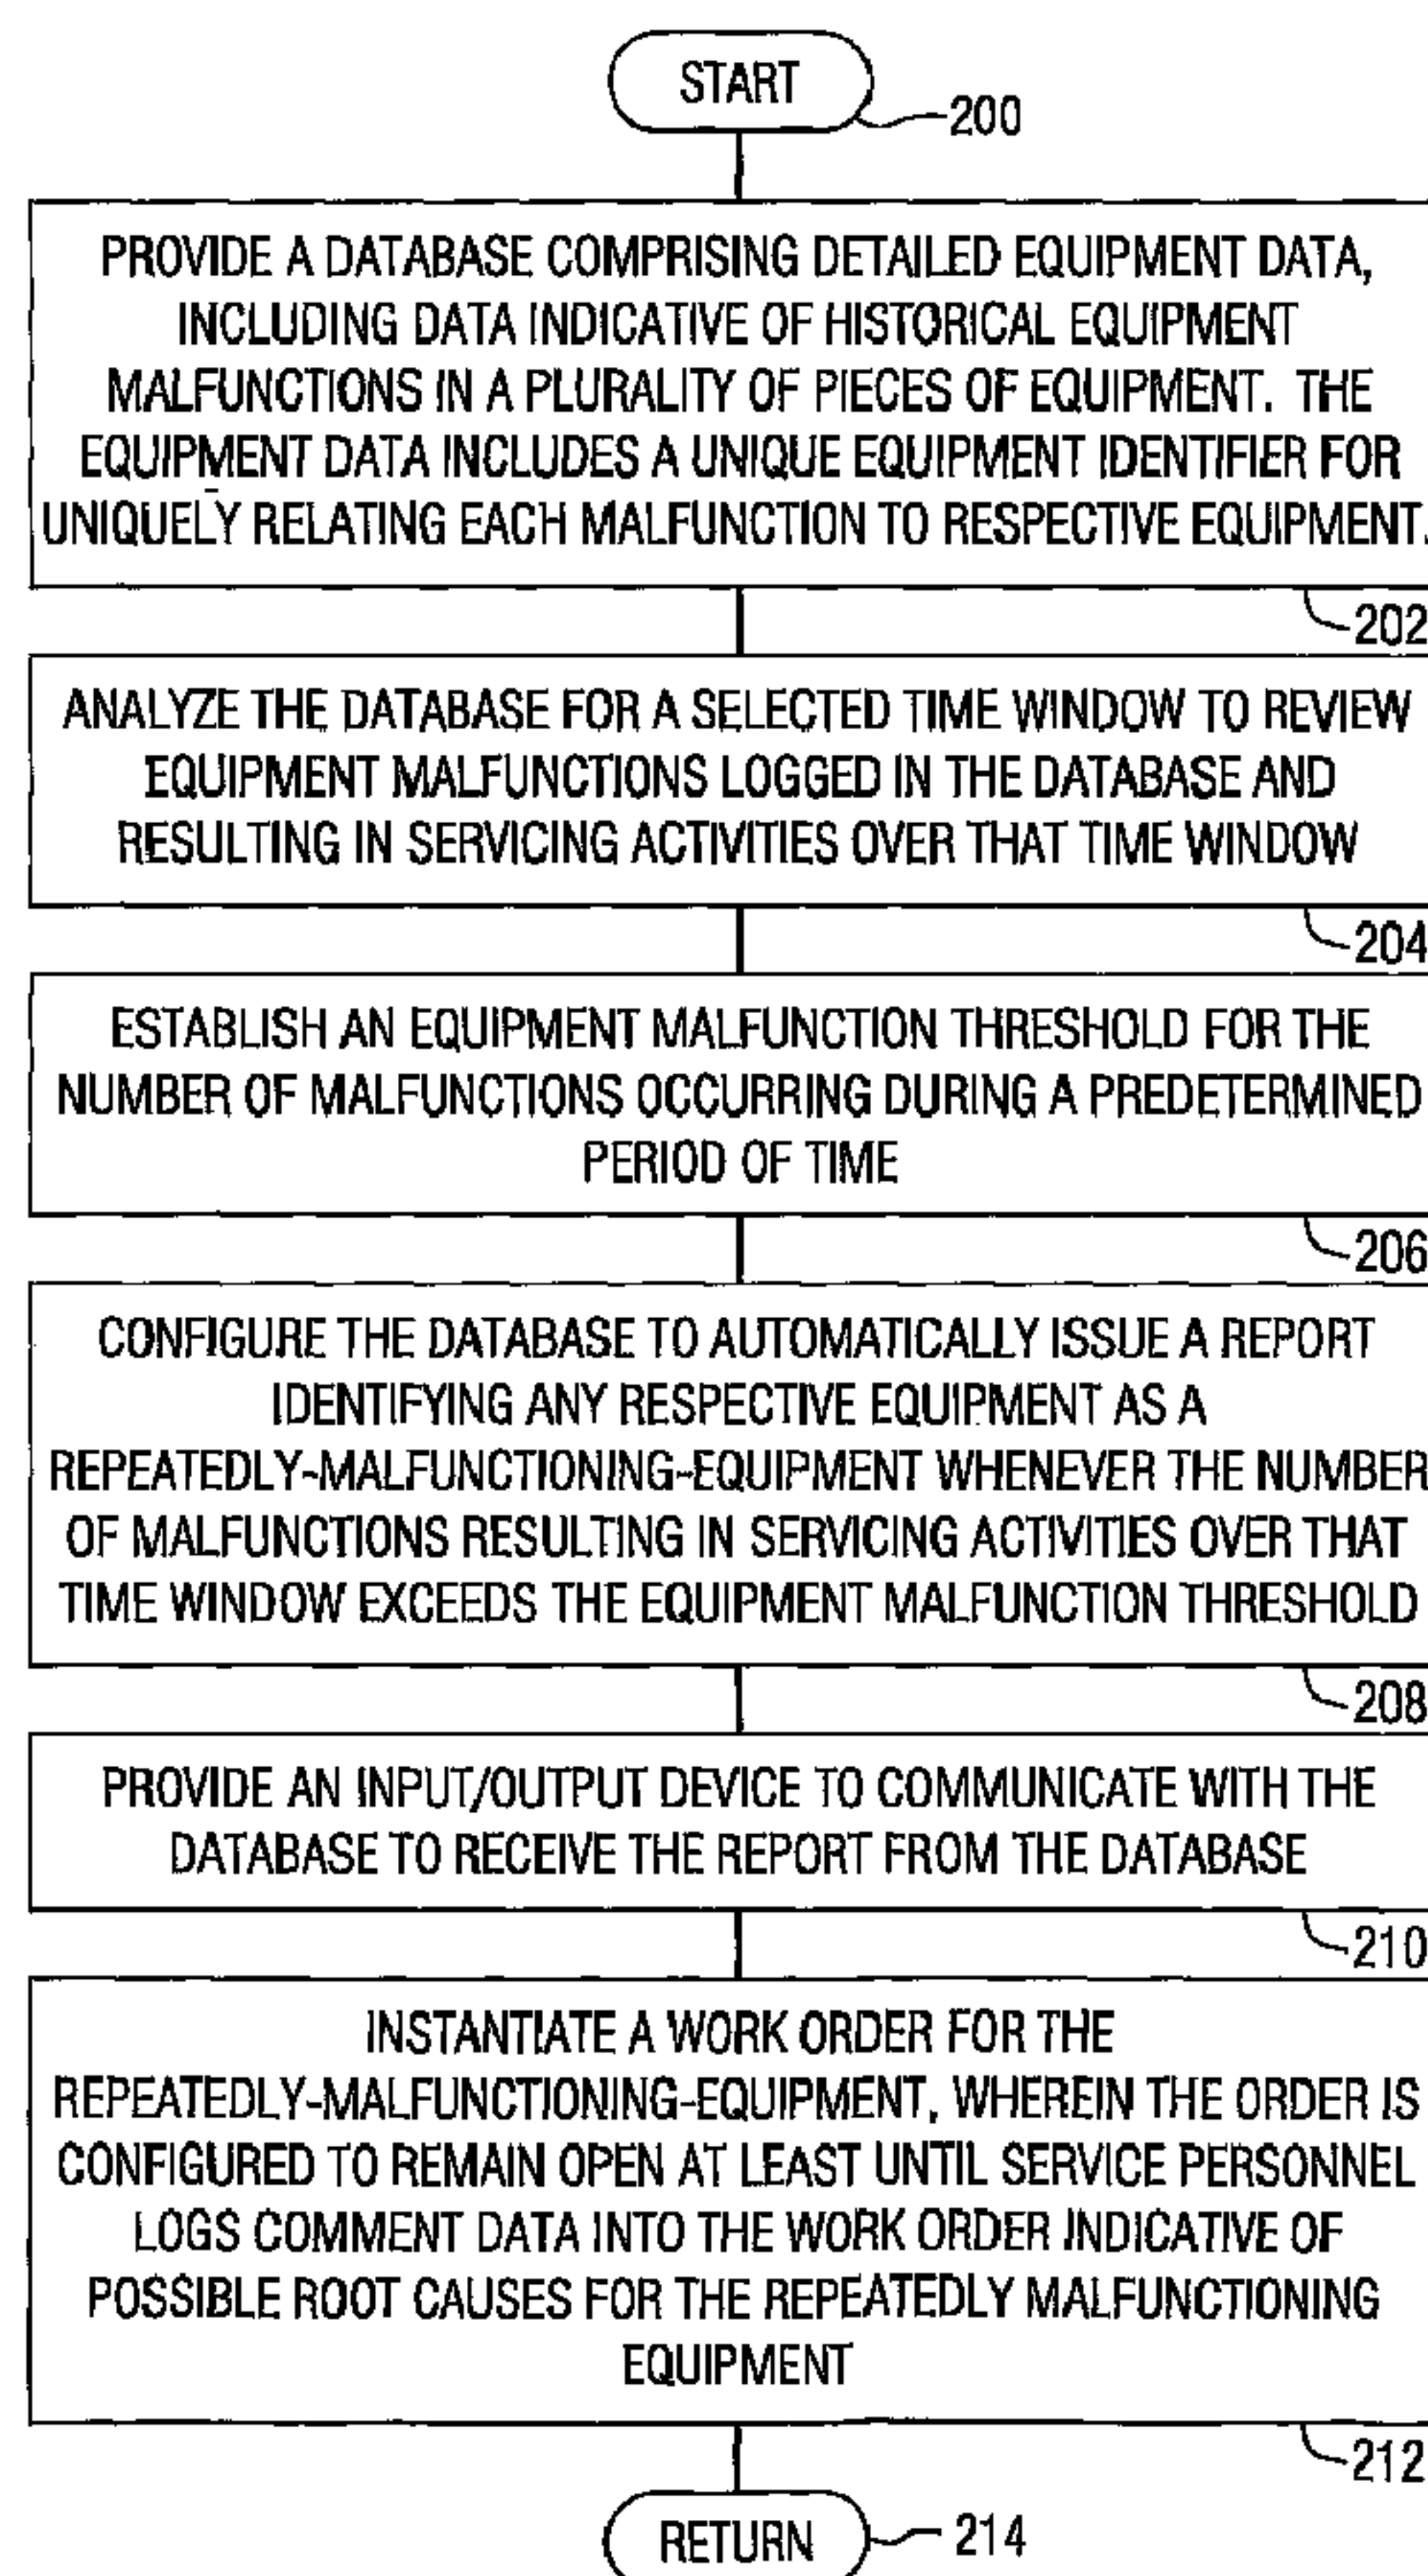 START
200
PROVIDE A DATABASE COMPRISING DETAILED EQUIPMENT DATA,
INCLUDING DATA INDICATIVE OF HISTORICAL EQUIPMENT
MALFUNCTIONS IN A PLURALITY OF PIECES OF EQUIPMENT. THE
EQUIPMENT DATA INCLUDES A UNIQUE EQUIPMENT IDENTIFIER FOR
UNIQUELY RELATING EACH MALFUNCTION TO RESPECTIVE EQUIPMENT.
202
ANALYZE THE DATABASE FOR A SELECTED TIME WINDOW TO REVIEW
EQUIPMENT MALFUNCTIONS LOGGED IN THE DATABASE AND
RESULTING IN SERVICING ACTIVITIES OVER THAT TIME WINDOW
204
ESTABLISH AN EQUIPMENT MALFUNCTION THRESHOLD FOR THE
NUMBER OF MALFUNCTIONS OCCURRING DURING A PREDETERMINED
PERIOD OF TIME
206
CONFIGURE THE DATABASE TO AUTOMATICALLY ISSUE A REPORT
IDENTIFYING ANY RESPECTIVE EQUIPMENT AS A
REPEATEDLY-MALFUNCTIONING-EQUIPMENT WHENEVER THE NUMBER
OF MALFUNCTIONS RESULTING IN SERVICING ACTIVITIES OVER THAT
TIME WINDOW EXCEEDS THE EQUIPMENT MALFUNCTION THRESHOLD
208
PROVIDE AN INPUT/OUTPUT DEVICE TO COMMUNICATE WITH THE
DATABASE TO RECEIVE THE REPORT FROM THE DATABASE
210
INSTANTIATE A WORK ORDER FOR THE
REPEATEDLY-MALFUNCTIONING-EQUIPMENT, WHEREIN THE ORDER IS
CONFIGURED TO REMAIN OPEN AT LEAST UNTIL SERVICE PERSONNEL
LOGS COMMENT DATA INTO THE WORK ORDER INDICATIVE OF
POSSIBLE ROOT CAUSES FOR THE REPEATEDLY MALFUNCTIONING
EQUIPMENT
212
RETURN
214